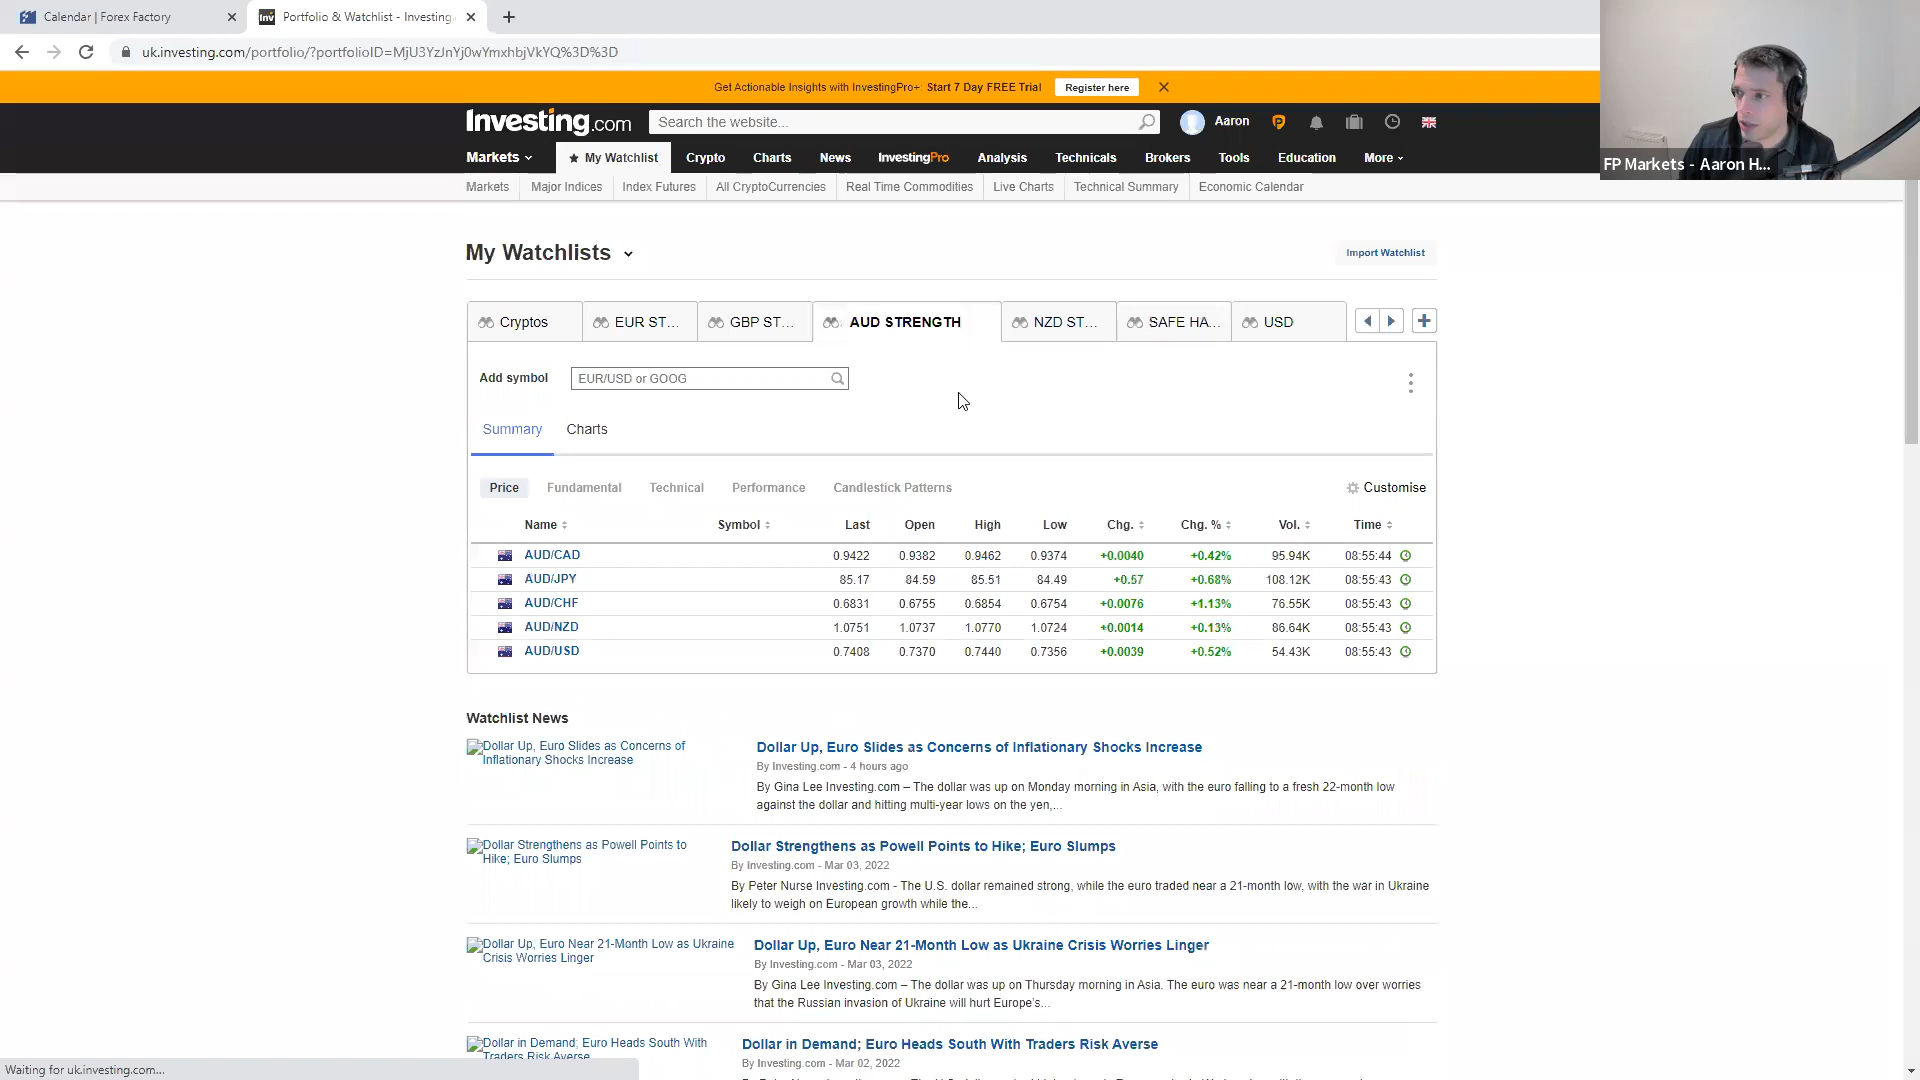 Calendar | Forex Factory
Portfolio & Watchlist - Investing.
uk.investing.com/portfolio/?portfolioID=MjU3YzJnYj0wYmxhbjVkYQ%3D%3D
Get Actionable Insights with InvestingPro+: Start 7 Day FREE Trial
Register here
Investing.com
Search the website...
Aaron
Markets
My Watchlist
Crypto
Charts
News
InvestingPro
Analysis
Technicals
Brokers
Tools
Education
More
FP Markets - Aaron H...
Markets
Major Indices
Index Futures
All CryptoCurrencies
Real Time Commodities
Live Charts
Technical Summary
Economic Calendar
My Watchlists
Import Watchlist
Cryptos
EUR ST...
GBP ST...
AUD STRENGTH
NZD ST...
SAFE HA...
USD
Add symbol
EUR/USD or GOOG
Summary
Charts
Price
Fundamental
Technical
Performance
Candlestick Patterns
Customise
Name Symbol Last Open High Low Chg. Chg. % Vol. Time
AUD/CAD 0.9422 0.9382 0.9462 0.9374 +0.0040 +0.42% 95.94K 08:55:44
AUD/JPY 85.17 84.59 85.51 84.49 +0.57 +0.68% 108.12K 08:55:43
AUD/CHF 0.6831 0.6755 0.6854 0.6754 +0.0076 +1.13% 76.55K 08:55:43
AUD/NZD 1.0751 1.0737 1.0770 1.0724 +0.0014 +0.13% 86.64K 08:55:43
AUD/USD 0.7408 0.7370 0.7440 0.7356 +0.0039 +0.52% 54.43K 08:55:43
Watchlist News
Dollar Up, Euro Slides as Concerns of
Inflationary Shocks Increase
Dollar Up, Euro Slides as Concerns of Inflationary Shocks Increase
By Investing.com - 4 hours ago
By Gina Lee Investing.com – The dollar was up on Monday morning in Asia, with the euro falling to a fresh 22-month low
against the dollar and hitting multi-year lows on the yen,...
Dollar Strengthens as Powell Points to
Hike; Euro Slumps
Dollar Strengthens as Powell Points to Hike; Euro Slumps
By Investing.com - Mar 03, 2022
By Peter Nurse Investing.com - The U.S. dollar remained strong, while the euro traded near a 21-month low, with the war in Ukraine
likely to weigh on European growth while the...
Dollar Up, Euro Near 21-Month Low as Ukraine
Crisis Worries Linger
Dollar Up, Euro Near 21-Month Low as Ukraine Crisis Worries Linger
By Investing.com - Mar 03, 2022
By Gina Lee Investing.com – The dollar was up on Thursday morning in Asia. The euro was near a 21-month low over worries
that the Russian invasion of Ukraine will hurt Europe's...
Dollar in Demand; Euro Heads South With
Traders Risk Averse
Dollar in Demand; Euro Heads South With Traders Risk Averse
By Investing.com - Mar 02, 2022
Waiting for uk.investing.com...